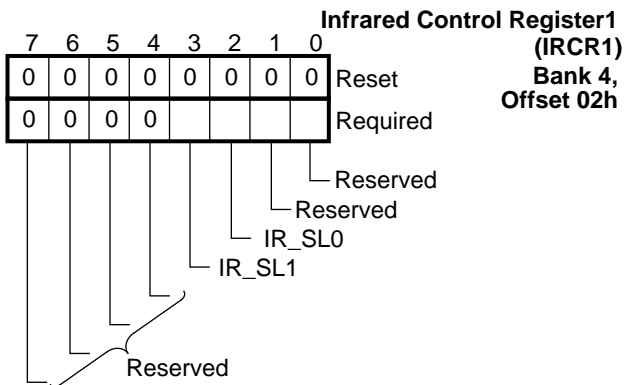 Infrared Control Register1
(IRCR1)
Bank 4,
Offset 02h
7 6 5 4 3 2 1 0
0 0 0 0 0 0 0 0 Reset
0 0 0 0 Required
Reserved
Reserved
IR_SL0
IR_SL1
Reserved